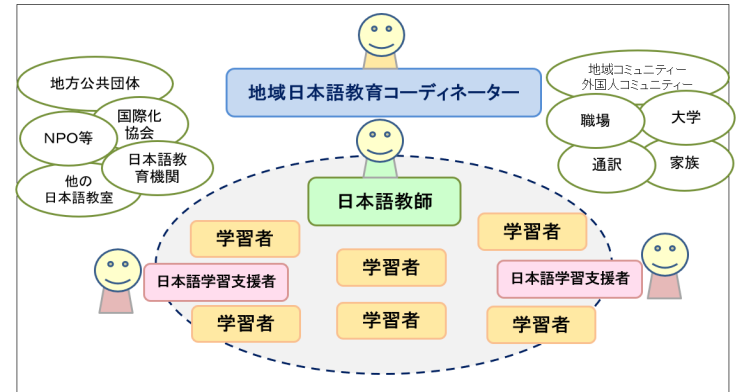 地域日本語教育コーディネーター
地方公共団体
国際化
協会
NPO等
日本語教
育機関
他の
日本語教室
地域コミュニティー
外国人コミュニティー
職場
大学
通訳
家族
日本語教師
学習者
学習者
学習者
日本語学習支援者
日本語学習支援者
学習者
学習者
学習者